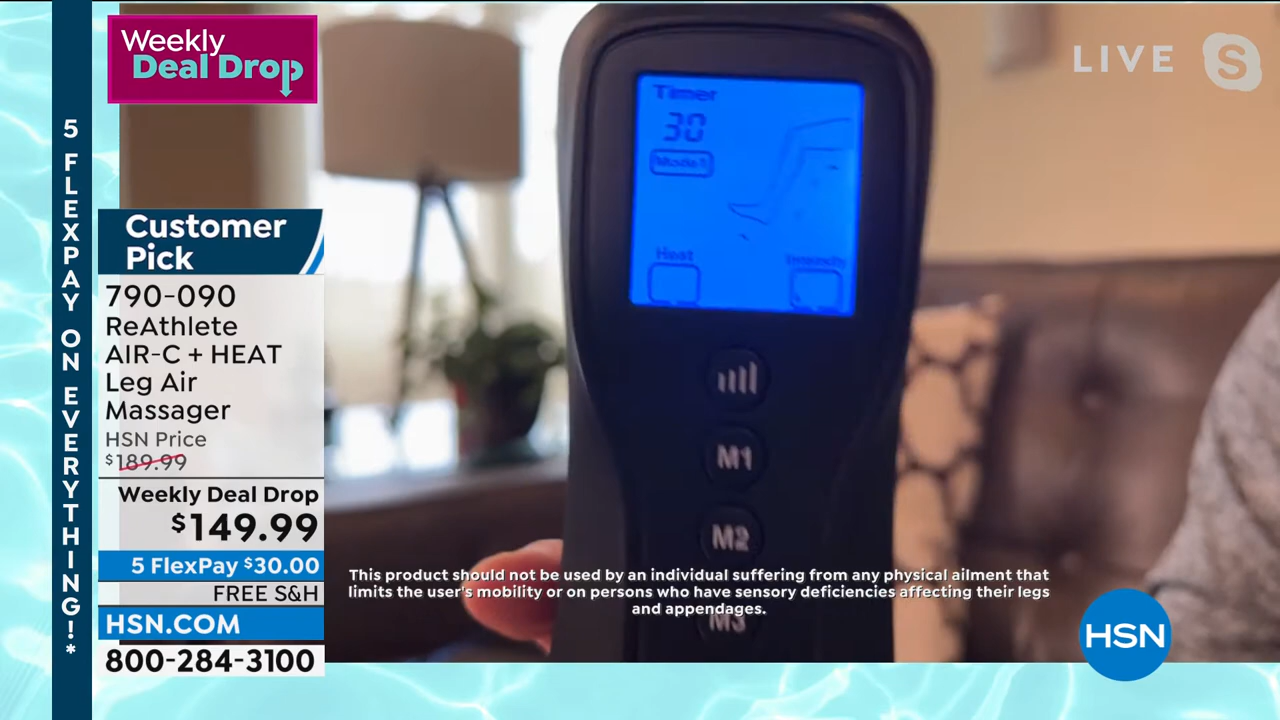 Weekly
Deal Drop
LIVE S
5 FLEXPAY ON EVERYTHING!*
Customer
Pick
790-090
ReAthlete
AIR-C + HEAT
Leg Air
Massager
HSN Price
$189.99
Weekly Deal Drop
$149.99
5 FlexPay $30.00
FREE S&H
HSN.COM
800-284-3100
Timer
30
Mode1
Heat
Intensity
M1
M2
M3
This product should not be used by an individual suffering from any physical ailment that
limits the user's mobility or on persons who have sensory deficiencies affecting their legs
and appendages.
HSN